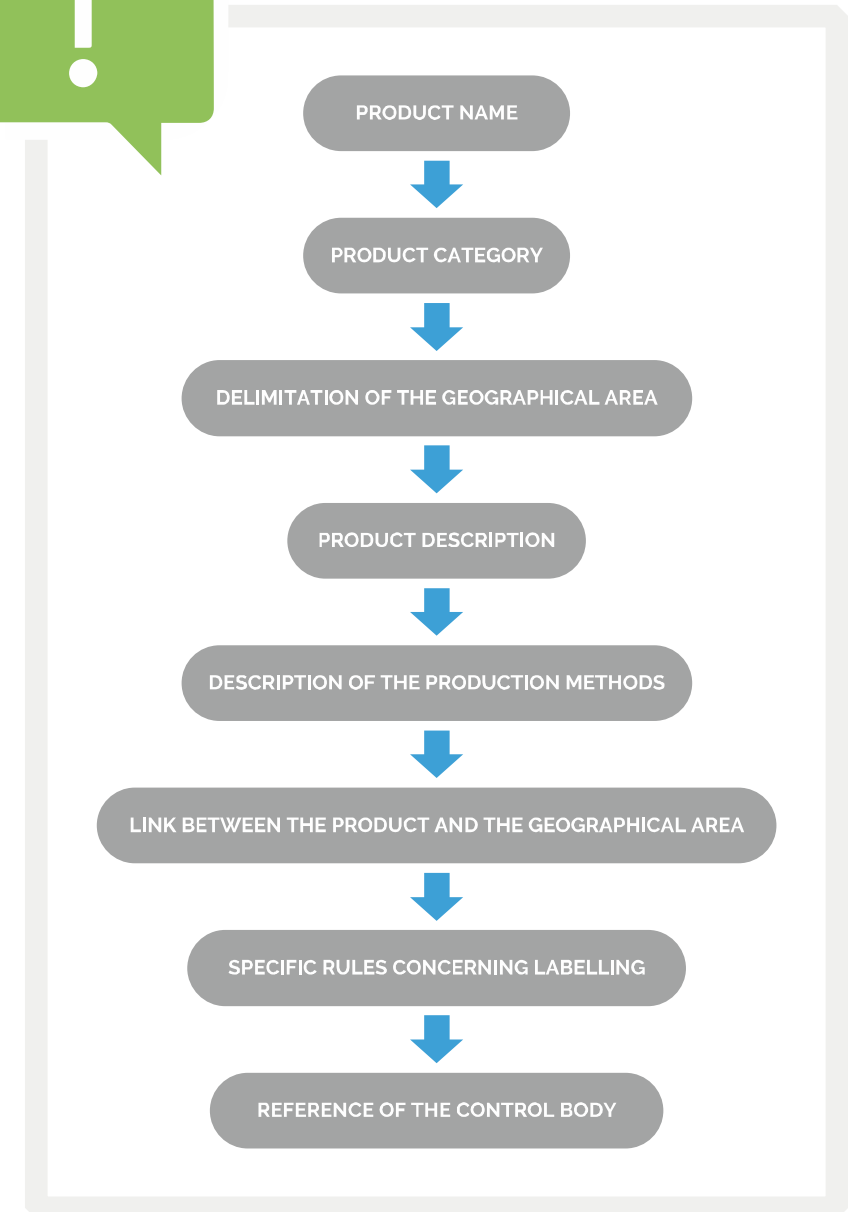 !
PRODUCT NAME
PRODUCT CATEGORY
DELIMITATION OF THE GEOGRAPHICAL AREA
PRODUCT DESCRIPTION
DESCRIPTION OF THE PRODUCTION METHODS
LINK BETWEEN THE PRODUCT AND THE GEOGRAPHICAL AREA
SPECIFIC RULES CONCERNING LABELLING
REFERENCE OF THE CONTROL BODY